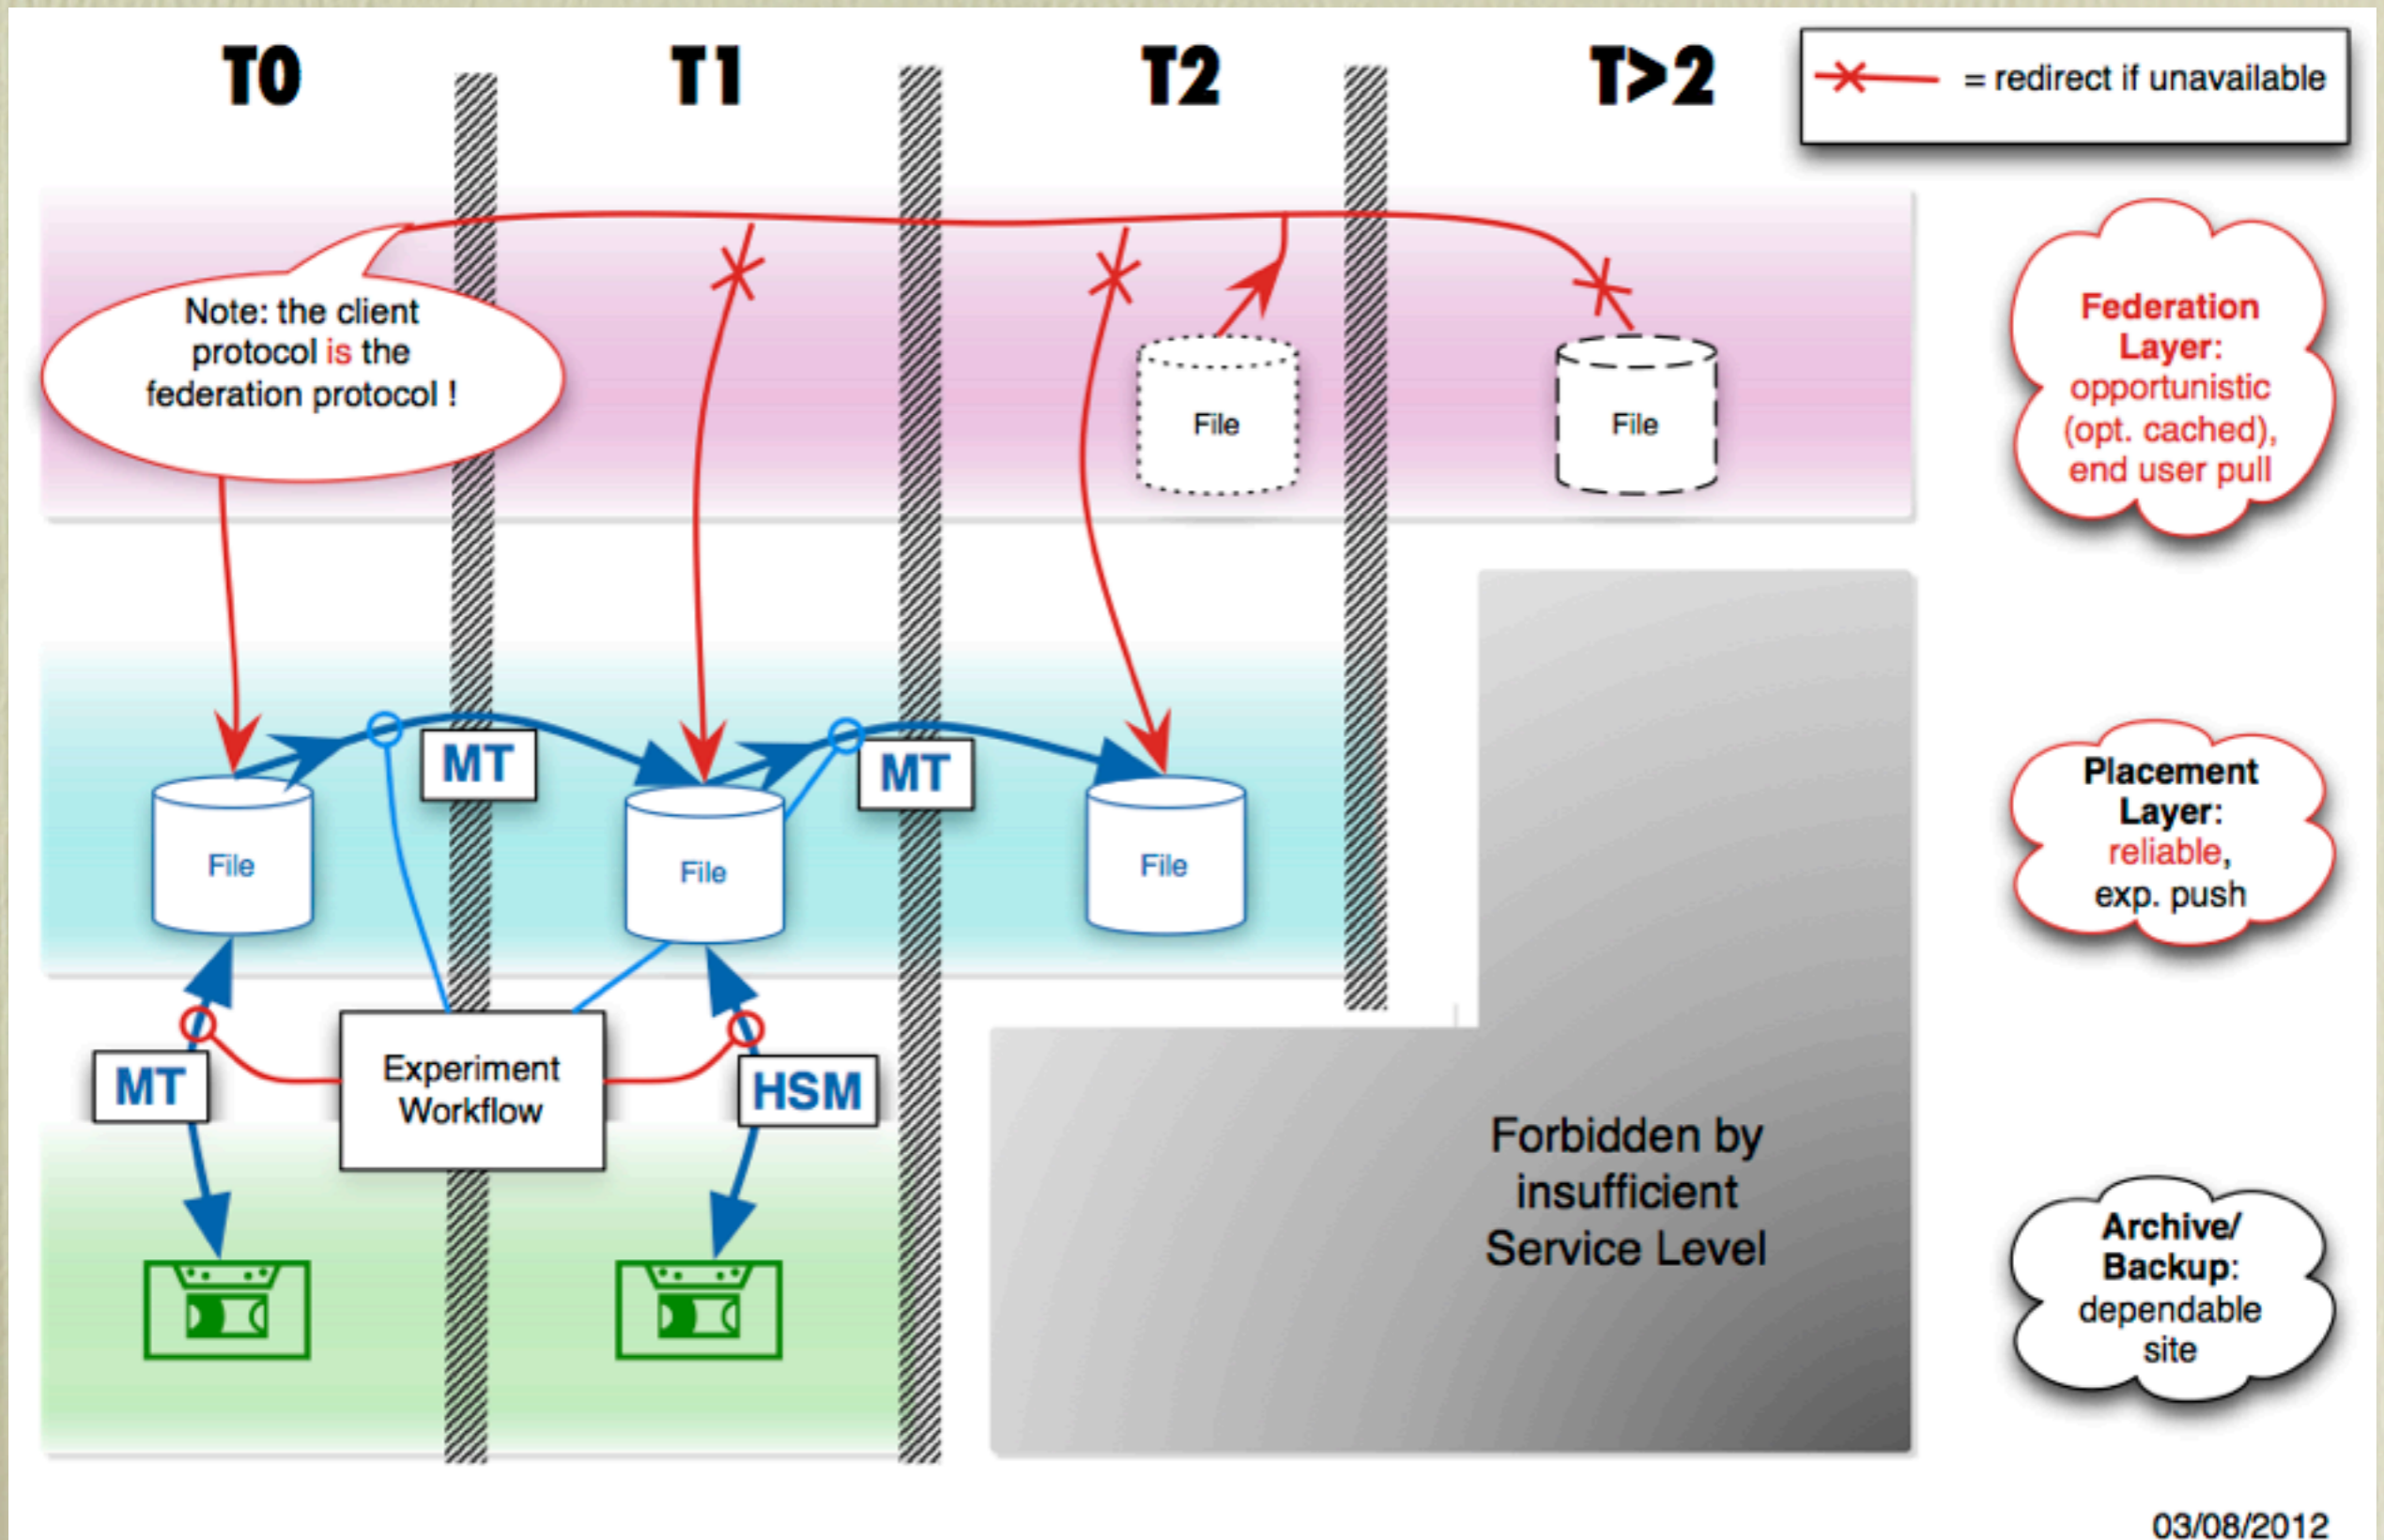 T0
T1
T2
T>2
= redirect if unavailable
Note: the client
protocol is the
federation protocol !
File
File
Federation
Layer:
opportunistic
(opt. cached),
end user pull
MT
MT
File
File
File
Placement
Layer:
reliable,
exp. push
MT
Experiment
Workflow
HSM
Forbidden by
insufficient
Service Level
Archive/
Backup:
dependable
site
03/08/2012